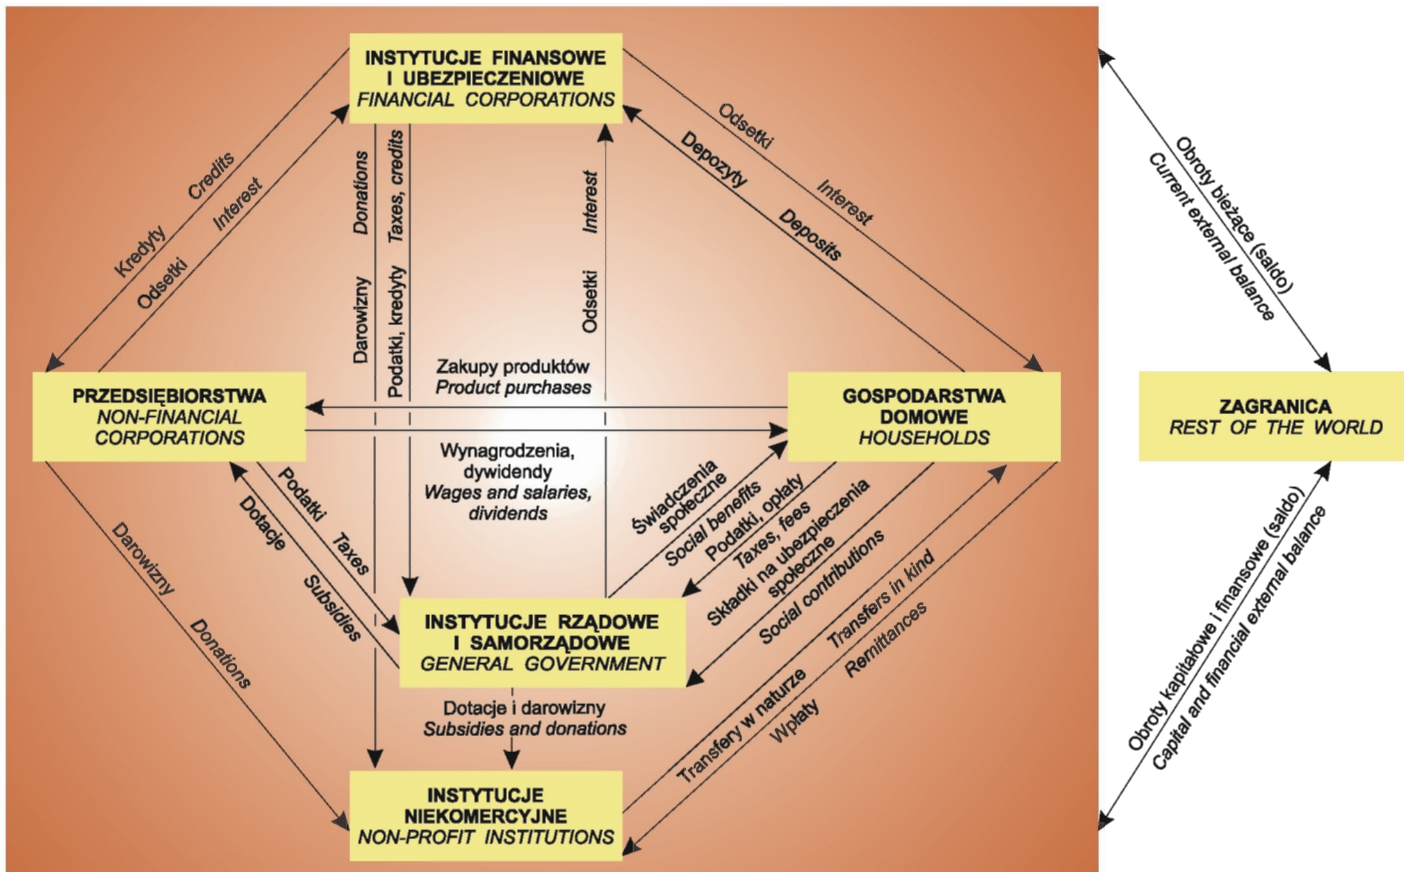 INSTYTUCJE FINANSOWE
I UBEZPIECZENIOWE
FINANCIAL CORPORATIONS
Kredyty Credits
Odsetki Interest
Darowizny Donations
Podatki, kredyty Taxes, credits
Odsetki Interest
Depozyty Deposits
Odsetki Interest
Obroty bieżące (saldo)
Current external balance
PRZEDSIĘBIORSTWA
NON-FINANCIAL
CORPORATIONS
Zakupy produktów
Product purchases
Wynagrodzenia,
dywidendy
Wages and salaries,
dividends
GOSPODARSTWA
DOMOWE
HOUSEHOLDS
ZAGRANICA
REST OF THE WORLD
Darowizny Donations
Dotacje Subsidies
Podatki Taxes
Świadczenia
społeczne
Social benefits
Podatki, opłaty
Taxes, fees
Składki na ubezpieczenia
społeczne
Social contributions
Transfery w naturze Transfers in kind
Wpłaty Remittances
Obroty kapitałowe i finansowe (saldo)
Capital and financial external balance
INSTYTUCJE RZĄDOWE
I SAMORZĄDOWE
GENERAL GOVERNMENT
Dotacje i darowizny
Subsidies and donations
INSTYTUCJE
NIEKOMERCYJNE
NON-PROFIT INSTITUTIONS